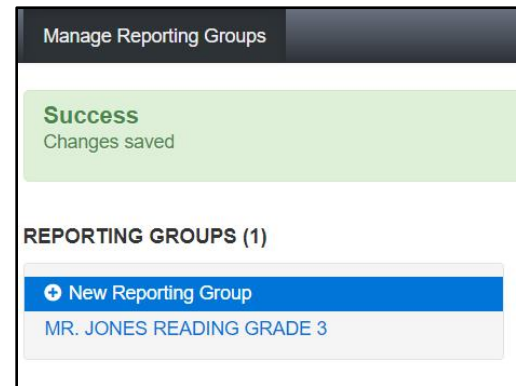 Manage Reporting Groups
Success
Changes saved
REPORTING GROUPS (1)
New Reporting Group
MR. JONES READING GRADE 3